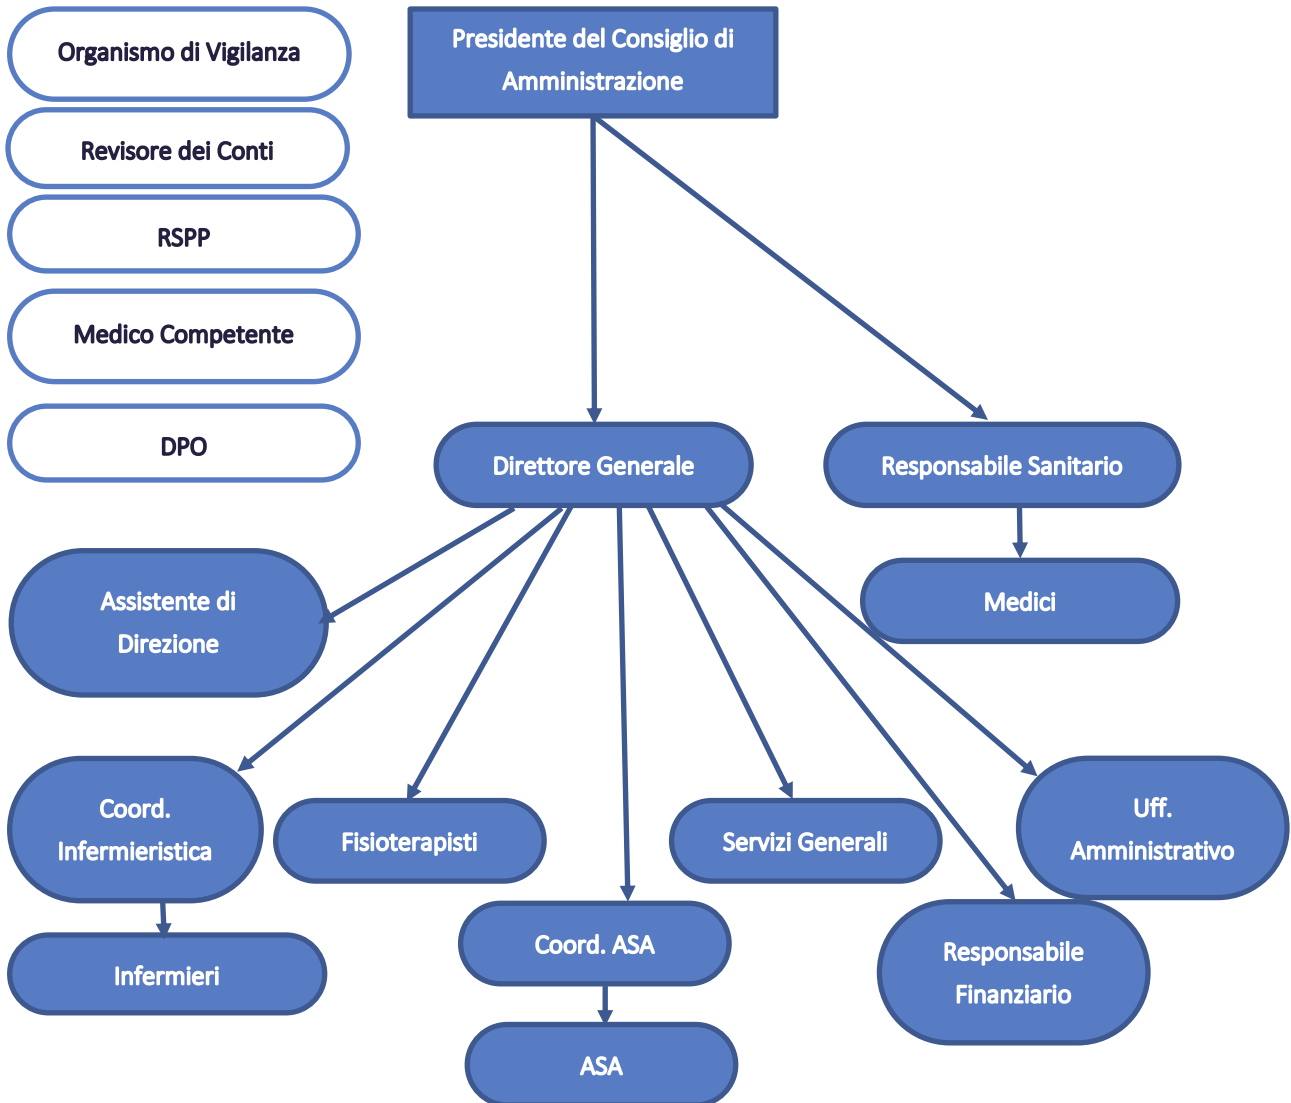 Organismo di Vigilanza
Revisore dei Conti
RSPP
Medico Competente
DPO
Presidente del Consiglio di
Amministrazione
Direttore Generale
Responsabile Sanitario
Medici
Assistente di
Direzione
Coord.
Infermieristica
Infermieri
Fisioterapisti
Coord. ASA
ASA
Servizi Generali
Responsabile
Finanziario
Uff.
Amministrativo